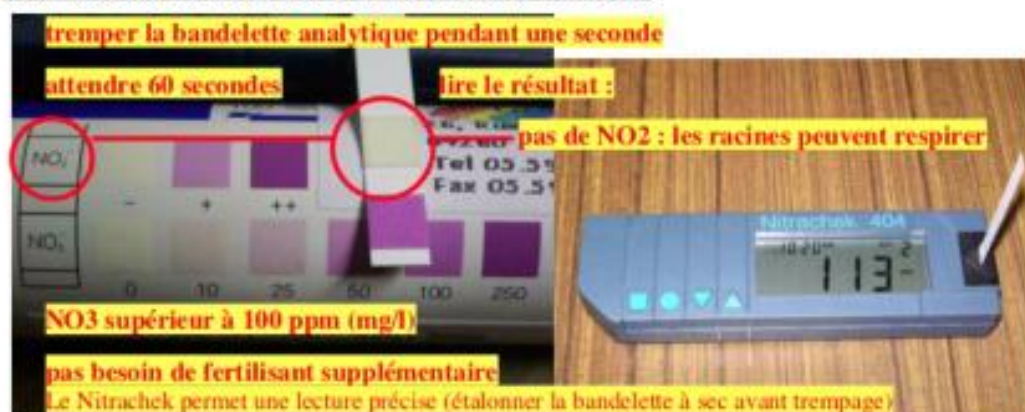 tremper la bandelette analytique pendant une seconde
attendre 60 secondes
lire le résultat :
pas de NO2 : les racines peuvent respirer
Tel 05.59
Fax 05.5
NO₂
- + ++
NO₃
0 10 25 50 100 250
Nitrachek 404
113
NO3 supérieur à 100 ppm (mg/l)
pas besoin de fertilisant supplémentaire
Le Nitrachek permet une lecture précise (étalonner la bandelette à sec avant trempage)